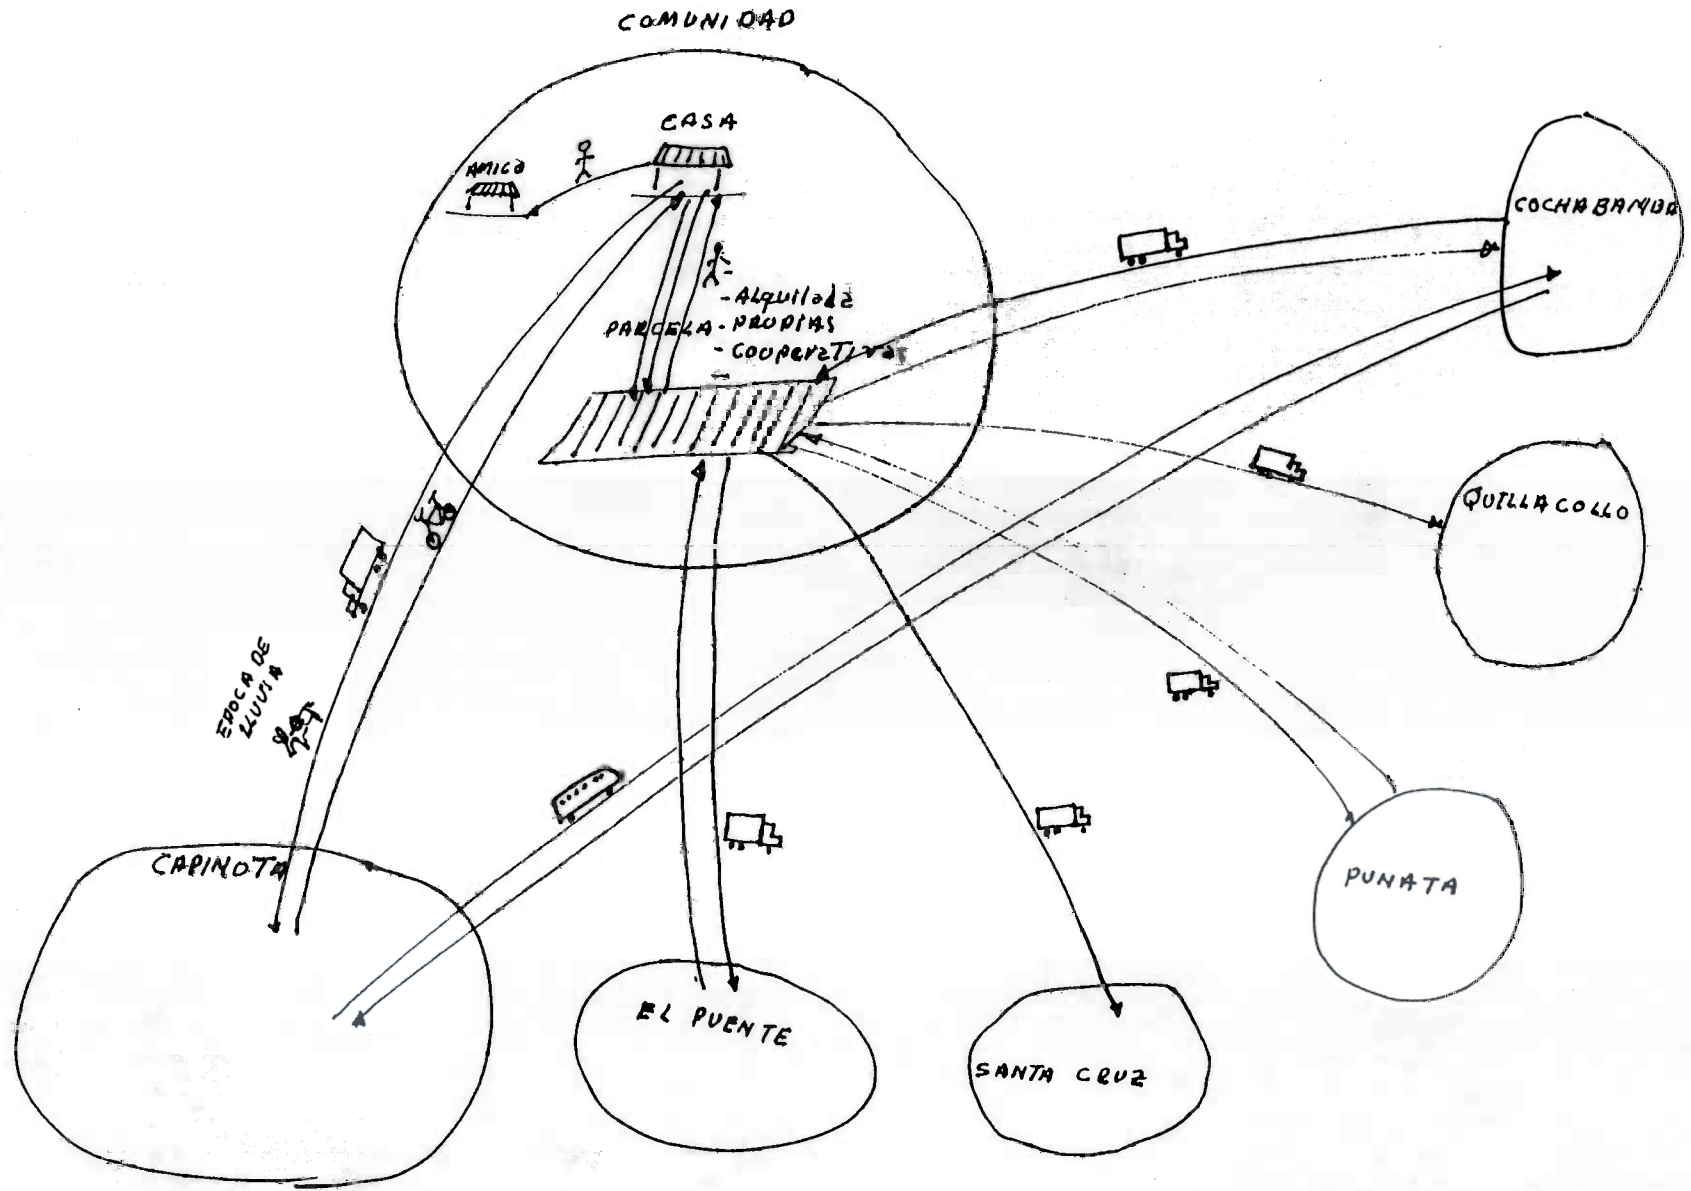 COMUNIDAD
CASA
AMIGO
PARCELA
- Alquilada
- PROPIAS
- Cooperativas
COCHABAMBA
QUILLACOLLO
EPOCA DE
LLUVIA
CAPINOTA
EL PUENTE
SANTA CRUZ
PUNATA